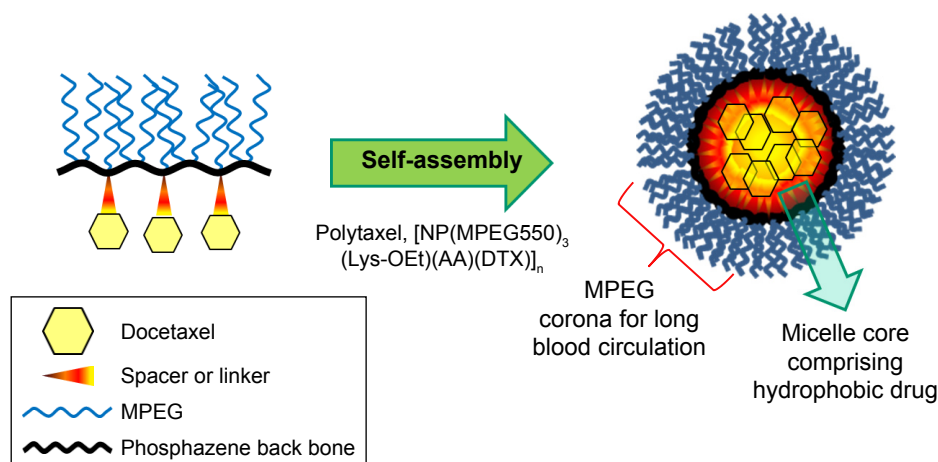 Self-assembly
Polytaxel, [NP(MPEG550)₃
(Lys-OEt)(AA)(DTX)]ₙ
MPEG
corona for long
blood circulation
Micelle core
comprising
hydrophobic drug
Docetaxel
Spacer or linker
MPEG
Phosphazene back bone